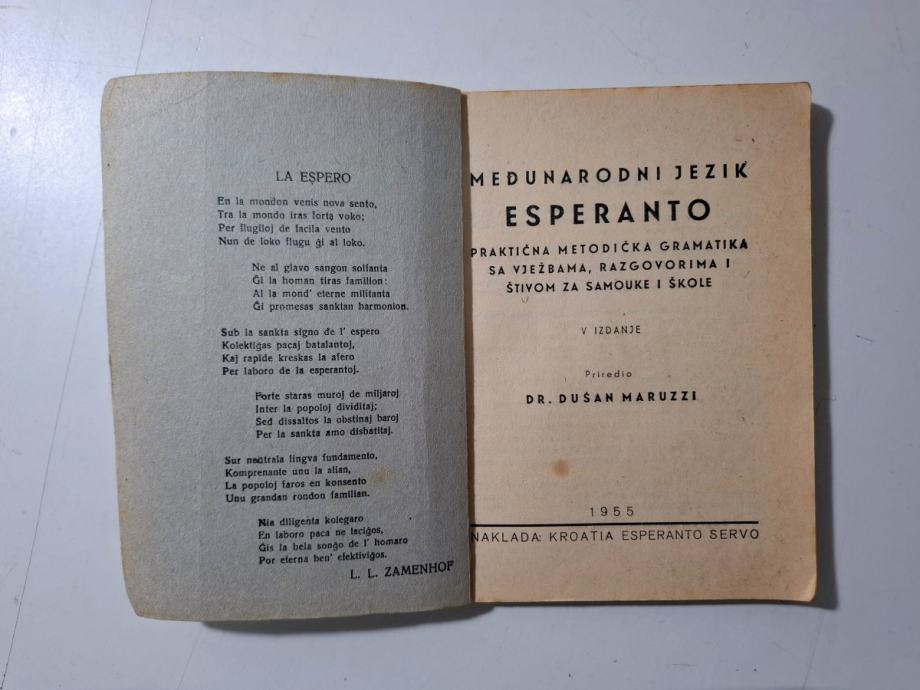 LA ESPERO
En la mondon venis nova sento,
Tra la mondo iras forta voko;
Per flugiloj de facila vento
Nun de loko flugu ĝi al loko.
Ne al glavo sangon soifanta
Ĝi la homan tiras familion:
Al la mond' eterne militanta
Ĝi promesas sanktan harmonion.
Sub la sankta signo de l' espero
Kolektiĝas pacaj batalantoj,
Kaj rapide kreskas la afero
Per laboro de la esperantoj.
Forte staras muroj de miljaroj
Inter la popoloj dividitaj;
Sed dissaltos la obstinaj baroj
Per la sankta amo disbatitaj.
Sur neŭtrala lingva fundamento,
Komprenante unu la alian,
La popoloj faros en konsento
Unu grandan rondon familian.
Nia diligenta kolegaro
En laboro paca ne laciĝos,
Ĝis la bela sonĝo de l' homaro
Por eterna ben' efektiviĝos.
L. L. ZAMENHOF
MEĐUNARODNI JEZIK
ESPERANTO
PRAKTIČNA METODIČKA GRAMATIKA
SA VJEŽBAMA, RAZGOVORIMA I
ŠTIVOM ZA SAMOUKE I ŠKOLE
V IZDANJE
Priredio
DR. DUŠAN MARUZZI
1955
NAKLADA: KROATIA ESPERANTO SERVO